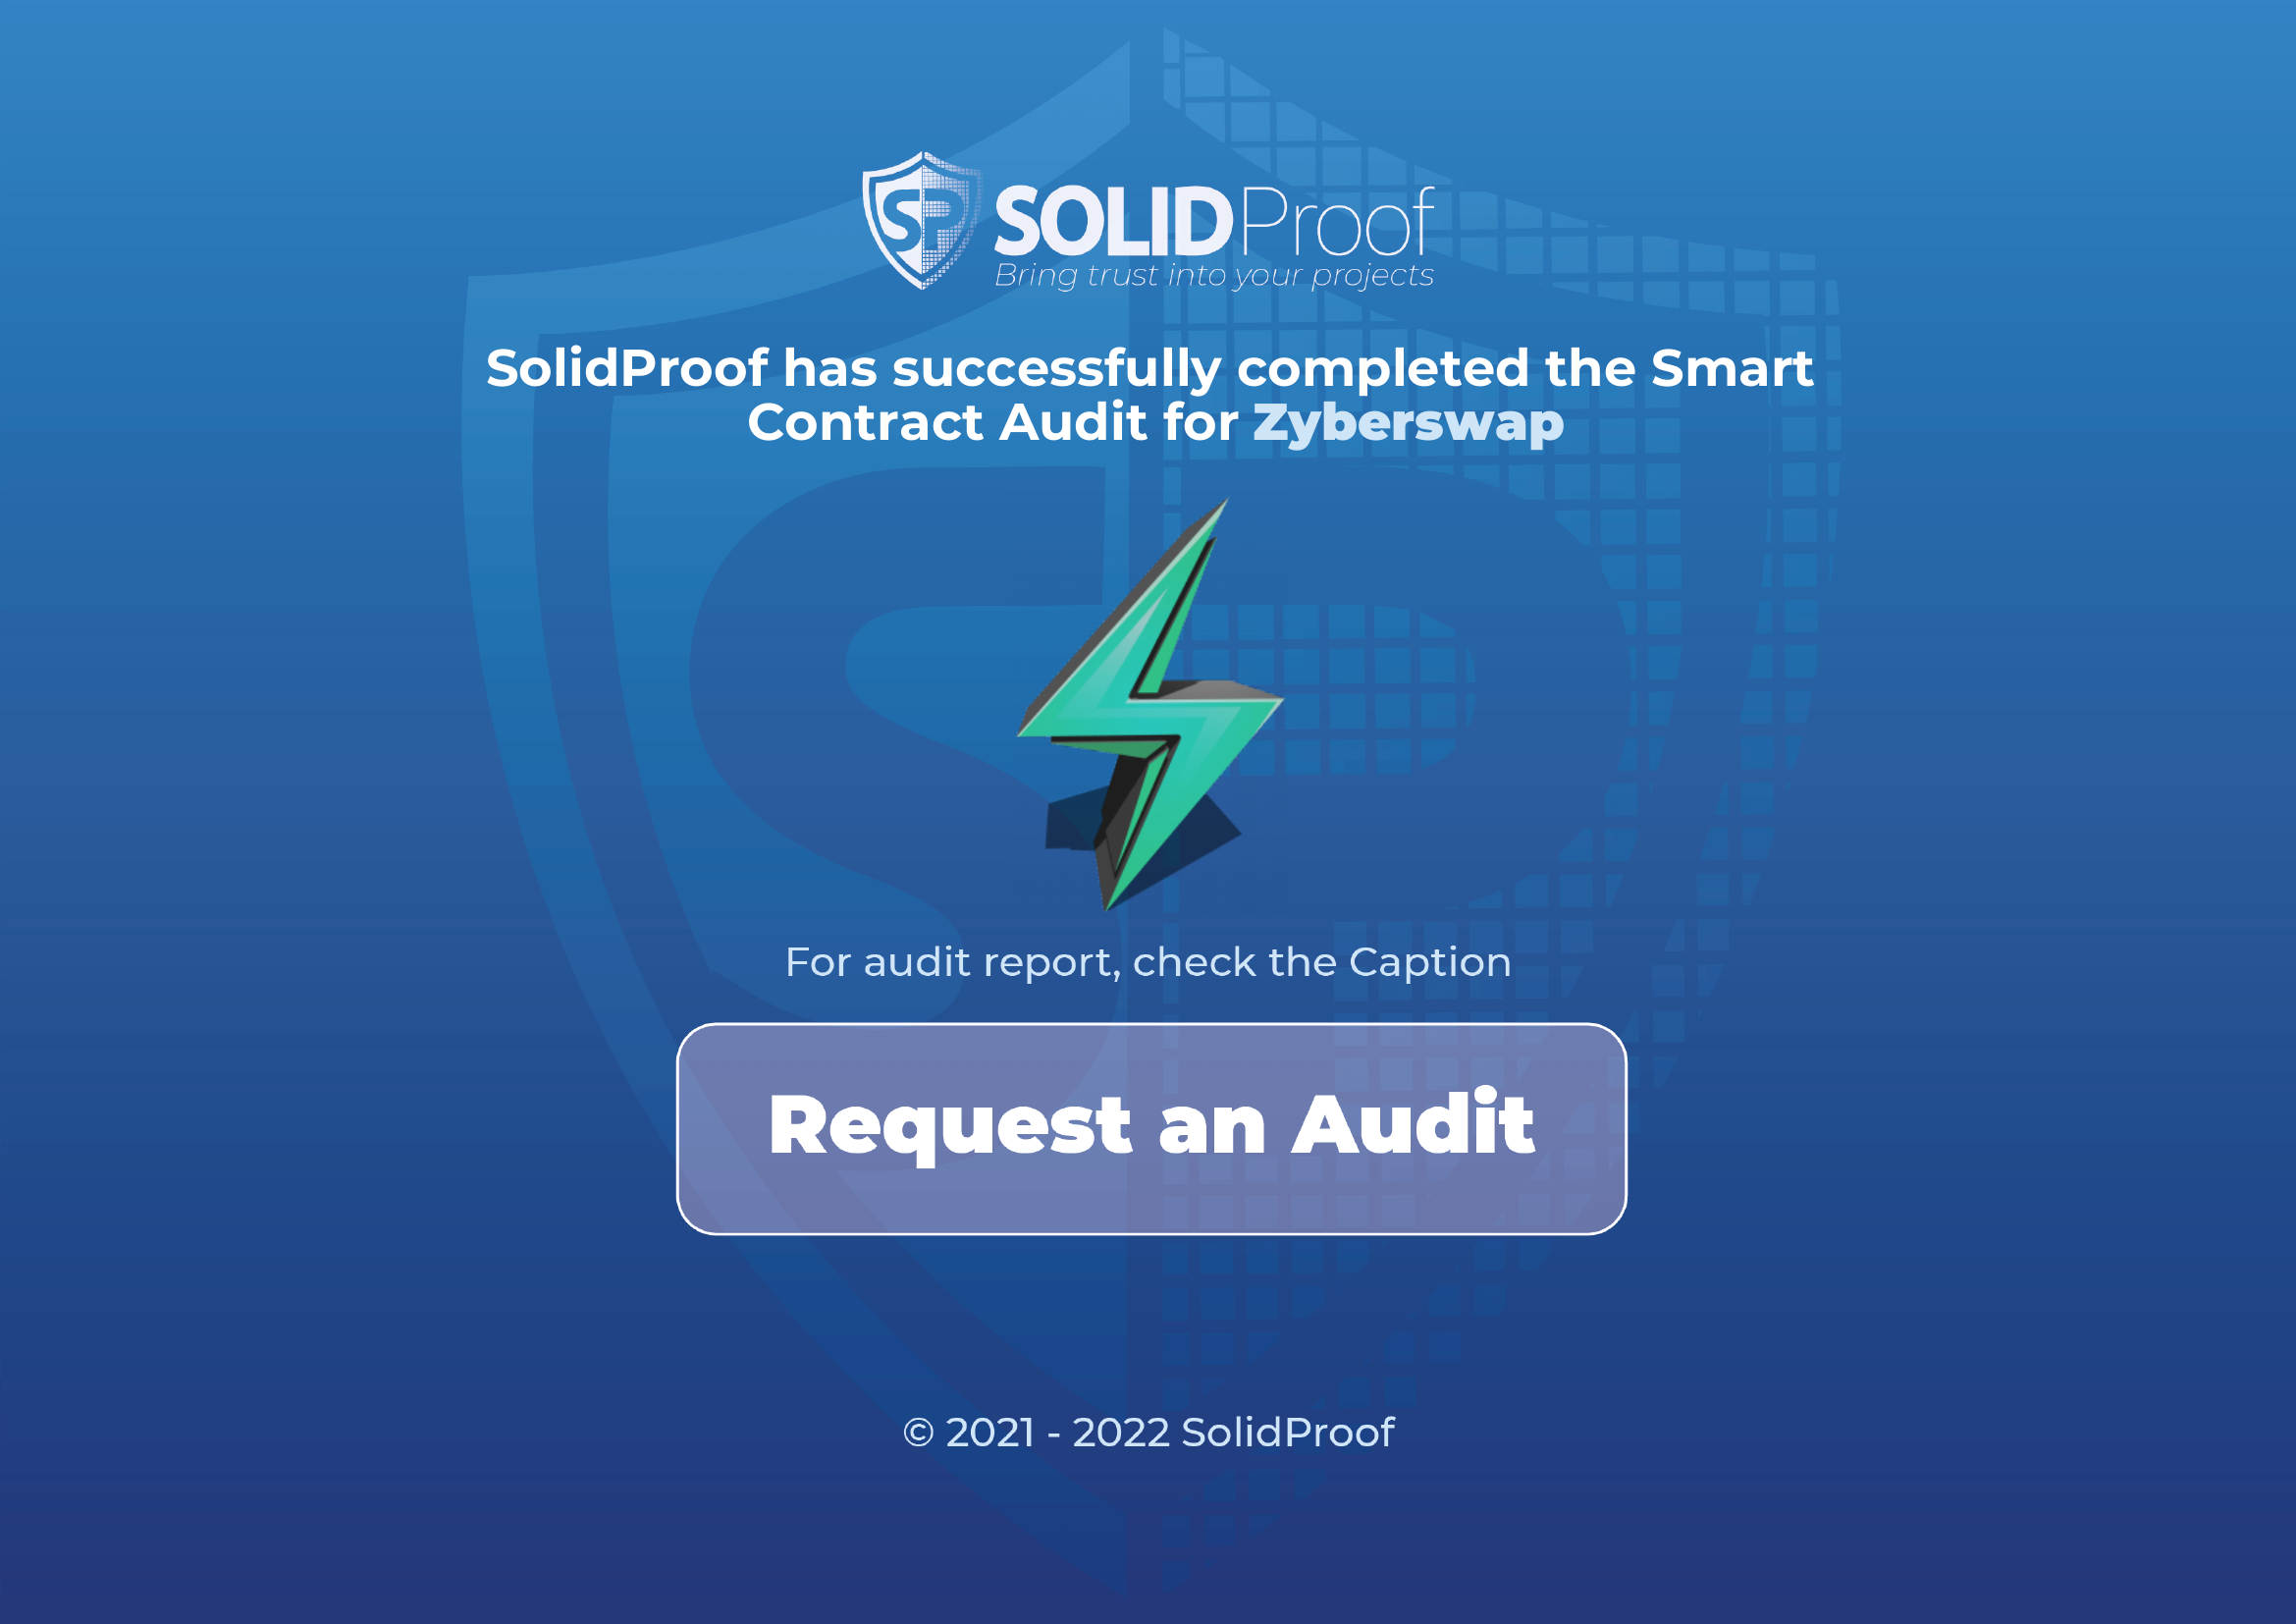 SP SOLIDProof
Bring trust into your projects
SolidProof has successfully completed the Smart
Contract Audit for Zyberswap
For audit report, check the Caption
Request an Audit
© 2021 - 2022 SolidProof